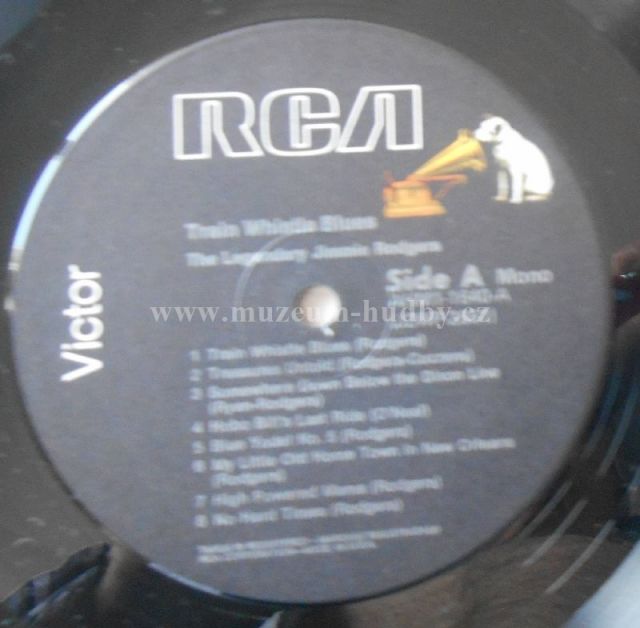 RCA
Victor
Train Whistle Blues
The Legendary Jimmie Rodgers
Side A Mono
www.muzeum-hudby.cz
1 Train Whistle Blues (Rodgers)
2 Treasures Untold (Rodgers-Cozzens)
3 Somewhere Down Below the Dixon Line
(Ryan-Rodgers)
4 Hobo Bill's Last Ride (O'Neal)
5 Blue Yodel No. 5 (Rodgers)
6 My Little Old Home Town In New Orleans
(Rodgers)
7 High Powered Mama (Rodgers)
8 No Hard Times (Rodgers)